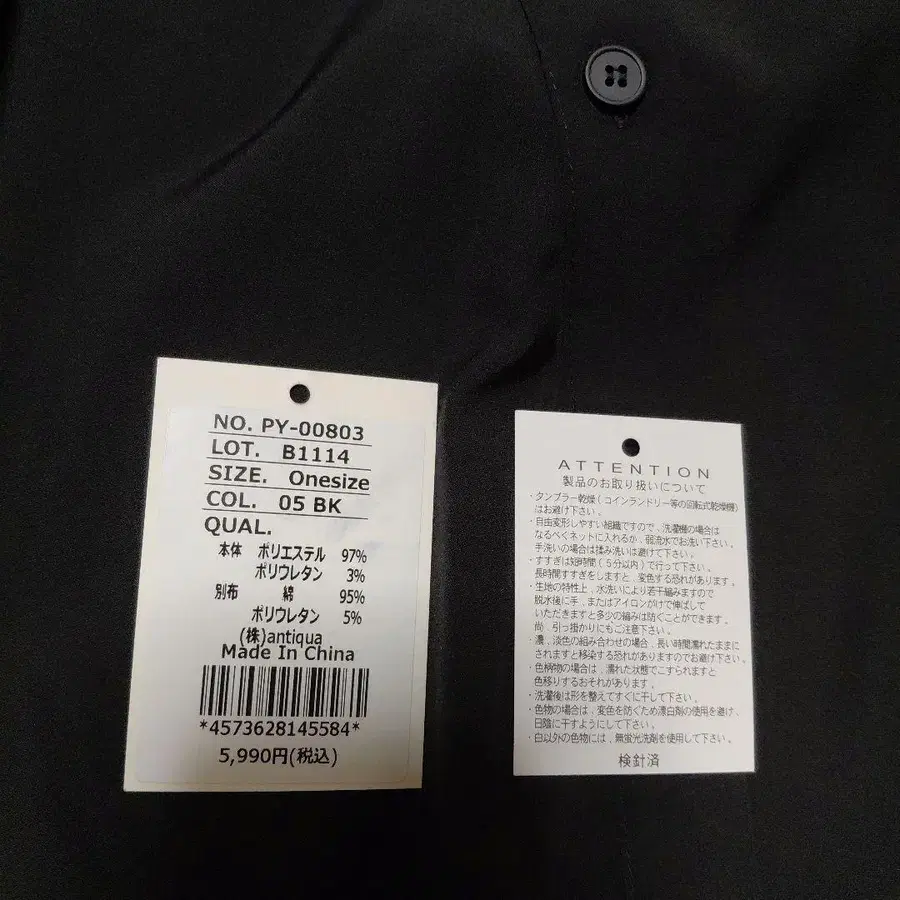 NO. PY-00803
LOT. B1114
SIZE. Onesize
COL. 05 BK
QUAL.
本体 ポリエステル 97%
ポリウレタン 3%
別布 綿 95%
ポリウレタン 5%
(株)antiqua
Made In China
*4573628145584*
5,990円(税込)
ATTENTION
製品のお取り扱いについて
・タンブラー乾燥(コインランドリー等の回転式乾燥機)
はお避け下さい。
・自由変形しやすい組織ですので、洗濯機の場合は
なるべくネットに入れるか、弱流水でお洗い下さい。
手洗いの場合は揉み洗いは避けて下さい。
・すすぎは短時間(5分以内)で行って下さい。
長時間すすぎをしますと、変色する恐れがあります。
・生地の特性上、水洗いにより若干縮みますので
脱水後に手、またはアイロンがけで伸ばして
いただきますと多少の縮みは防ぐことができます。
尚、引っ掛かりにもご注意下さい。
・濃、淡色の組み合わせの場合、長い時間濡れたままに
されますと移染する恐れがありますのでお避け下さい。
・色柄物の場合は、濡れた状態でこすられますと
色移りするおそれがあります。
・洗濯後は形を整えてすぐに干して下さい。
・色物の場合は、変色を防ぐため漂白剤の使用を避け、
日陰に干すようにして下さい。
・白以外の色物には、無蛍光洗剤を使用して下さい。
検針済